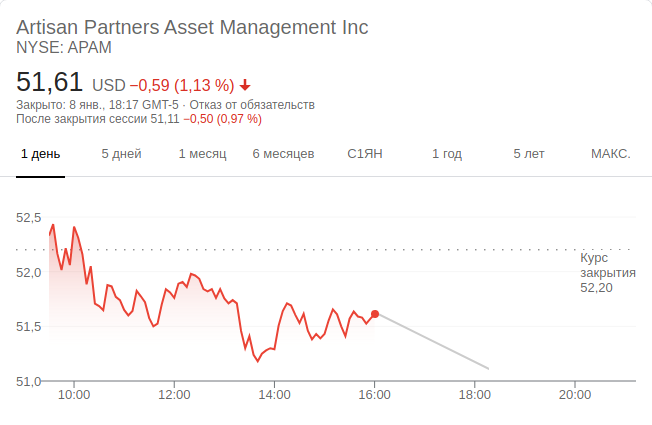 Artisan Partners Asset Management Inc
NYSE: APAM
51,61 USD −0,59 (1,13 %)
Закрыто: 8 янв., 18:17 GMT-5 · Отказ от обязательств
После закрытия сессии 51,11 −0,50 (0,97 %)
1 день 5 дней 1 месяц 6 месяцев С1ЯН 1 год 5 лет МАКС.
52,5
Курс
закрытия
52,20
52,0
51,5
51,0
10:00 12:00 14:00 16:00 18:00 20:00